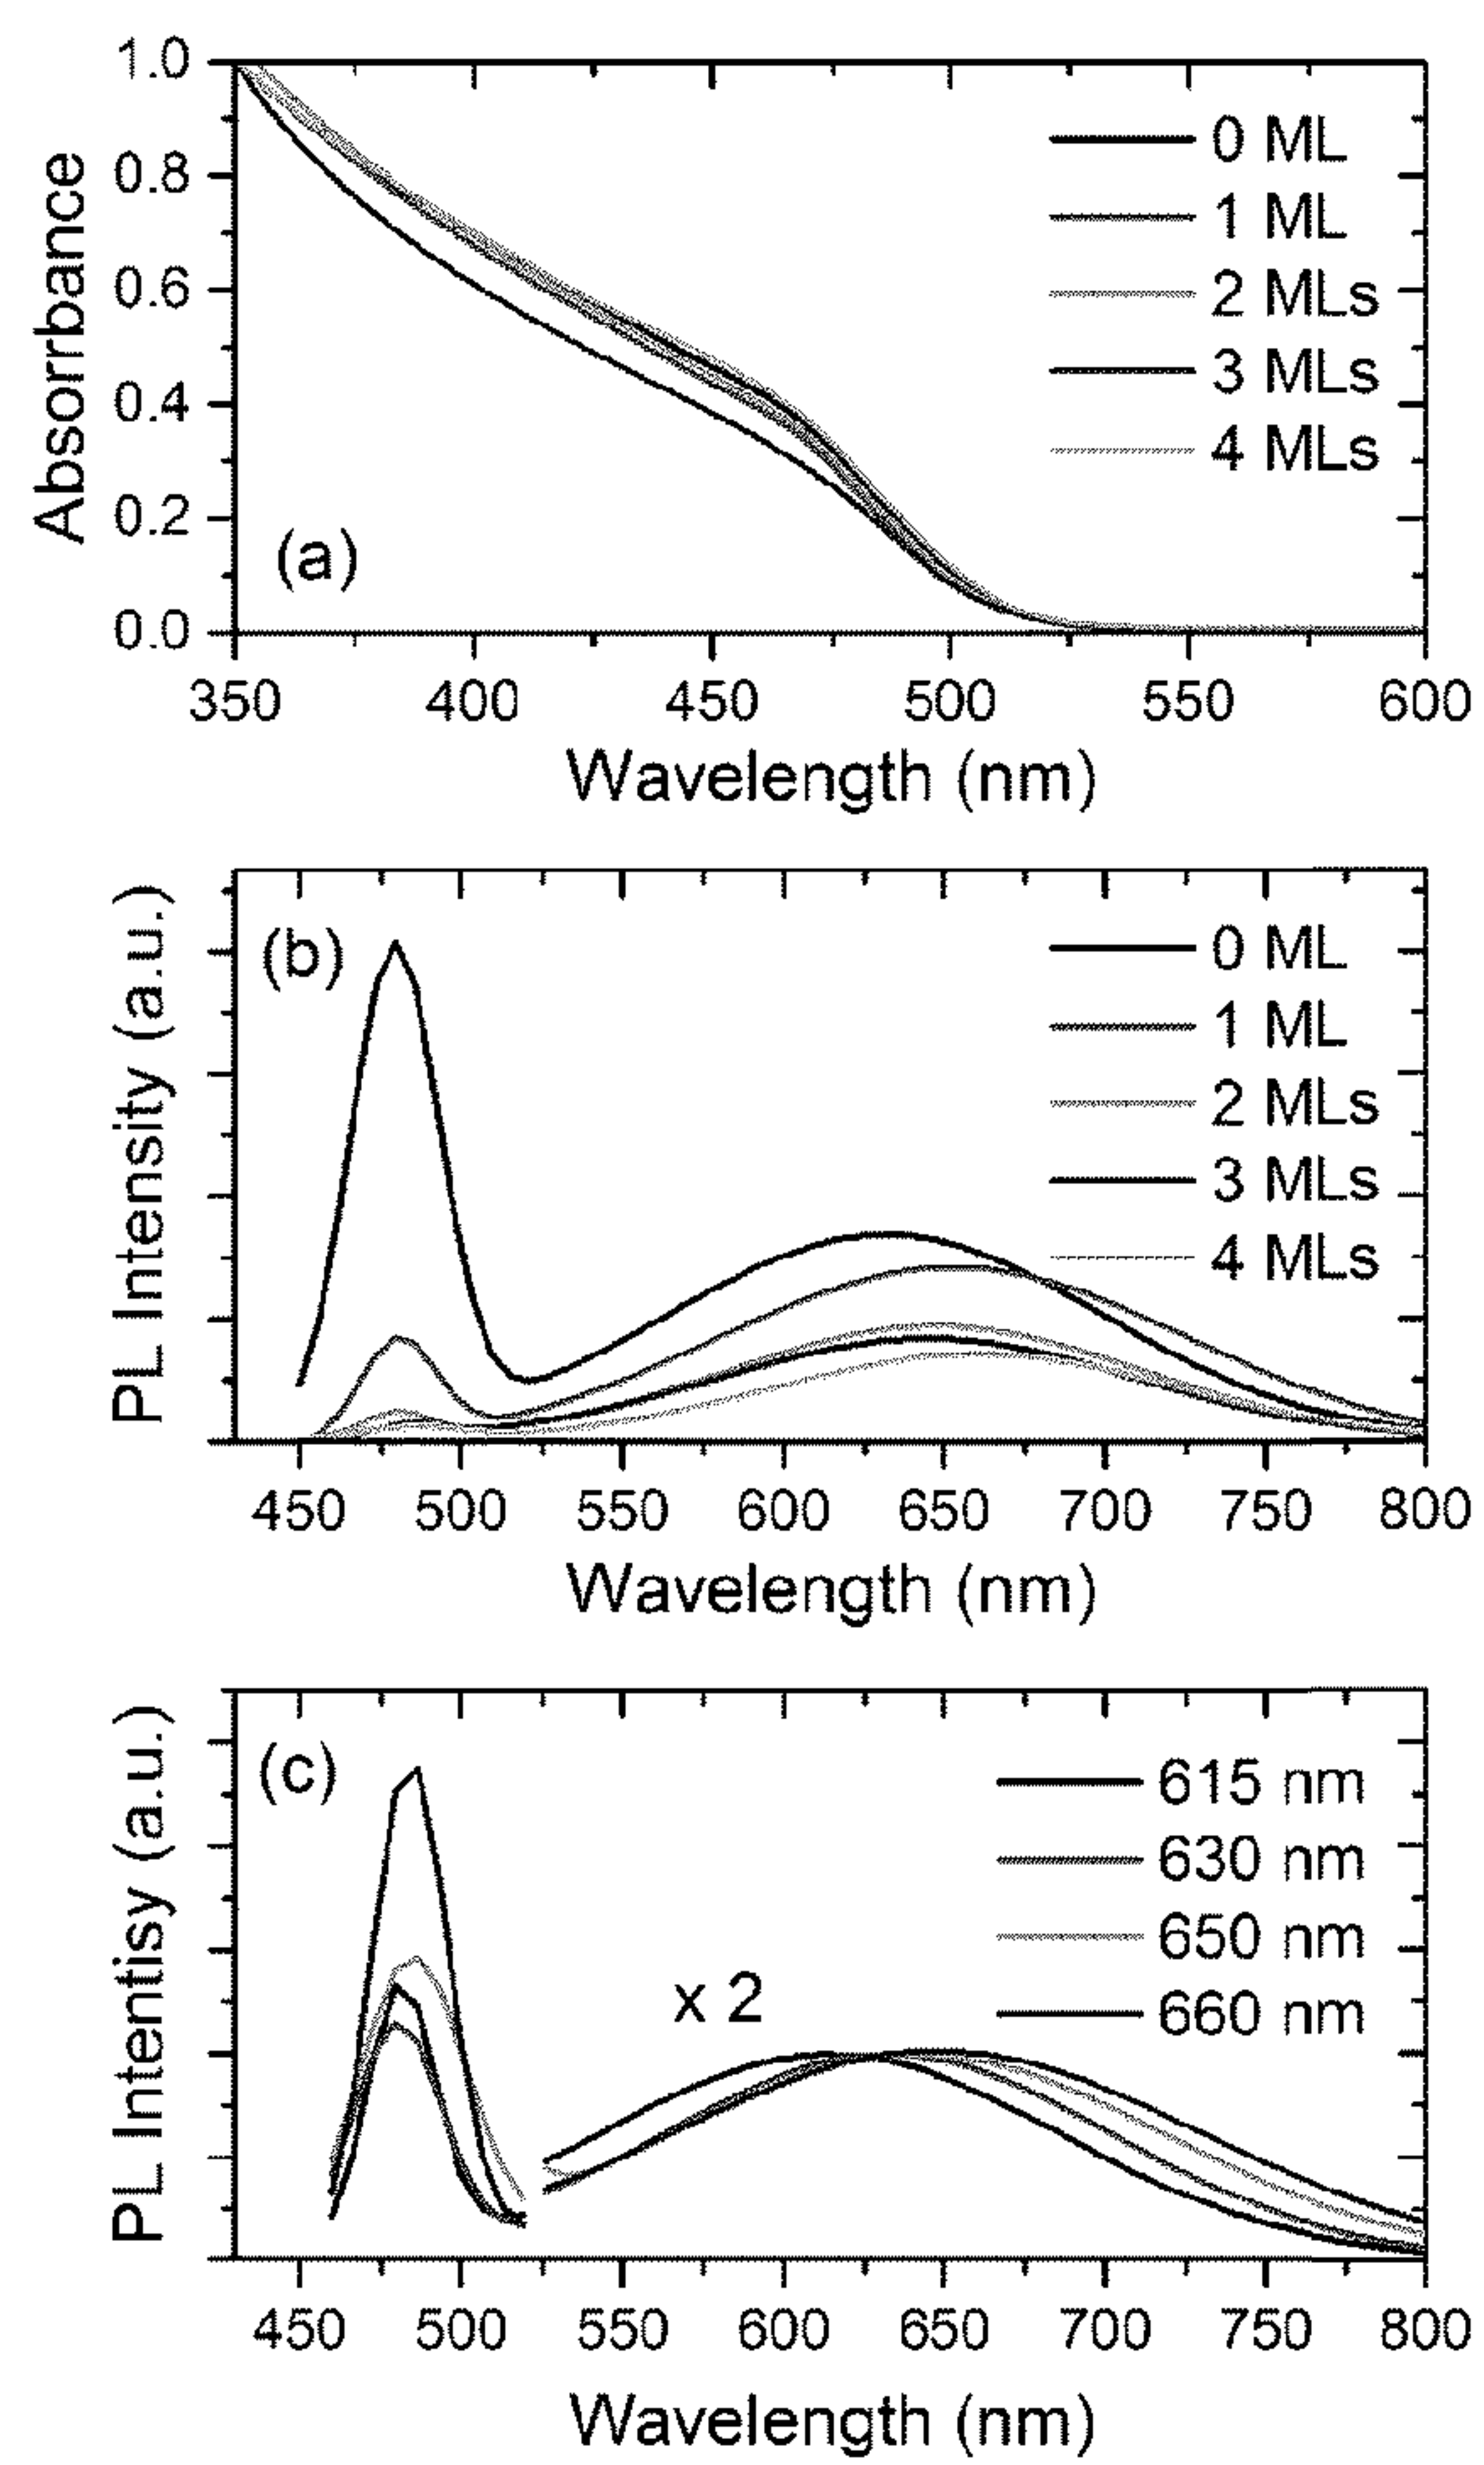 1.0
0.8
0.6
0.4
0.2
0.0
Absorrbance
(a)
0 ML
1 ML
2 MLs
3 MLs
4 MLs
350 400 450 500 550 600
Wavelength (nm)
PL Intensity (a.u.)
(b)
0 ML
1 ML
2 MLs
3 MLs
4 MLs
450 500 550 600 650 700 750 800
Wavelength (nm)
PL Intentisy (a.u.)
(c)
615 nm
630 nm
650 nm
660 nm
x 2
450 500 550 600 650 700 750 800
Wavelength (nm)